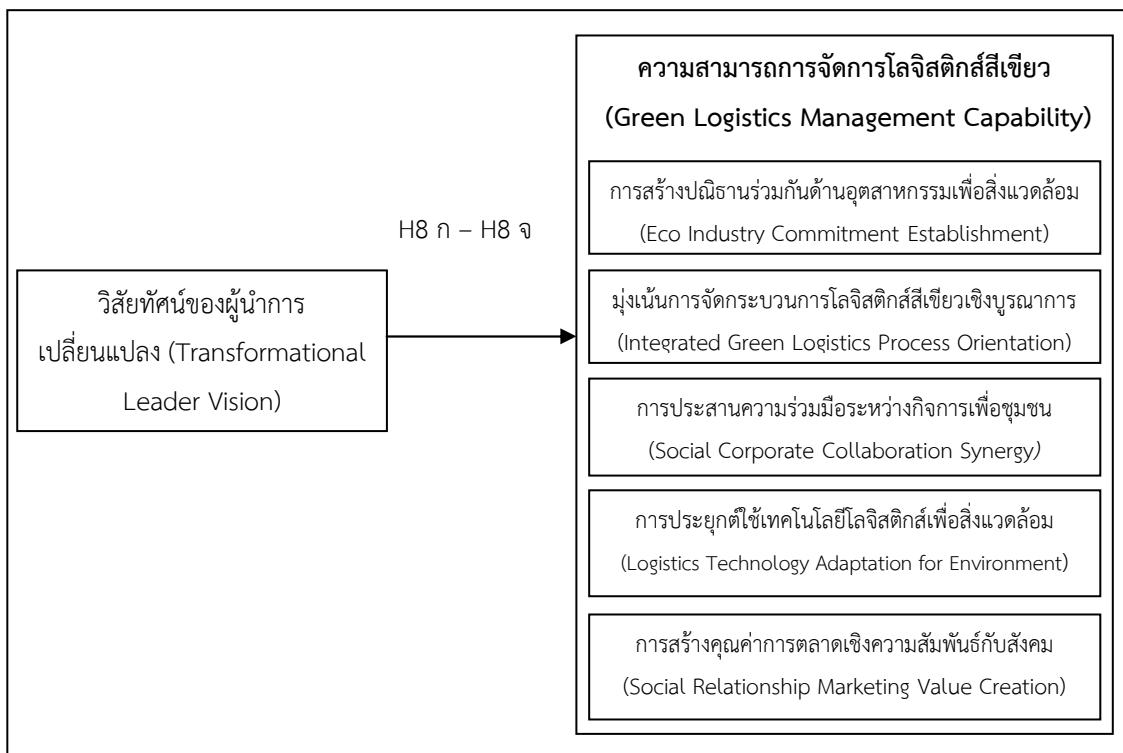 ความสามารถการจัดการโลจิสติกส์สีเขียว
(Green Logistics Management Capability)
การสร้างปณิธานร่วมกันด้านอุตสาหกรรมเพื่อสิ่งแวดล้อม
(Eco Industry Commitment Establishment)
H8 ก – H8 จ
วิสัยทัศน์ของผู้นำการ
เปลี่ยนแปลง (Transformational
Leader Vision)
มุ่งเน้นการจัดกระบวนการโลจิสติกส์สีเขียวเชิงบูรณาการ
(Integrated Green Logistics Process Orientation)
การประสานความร่วมมือระหว่างกิจการเพื่อชุมชน
(Social Corporate Collaboration Synergy)
การประยุกต์ใช้เทคโนโลยีโลจิสติกส์เพื่อสิ่งแวดล้อม
(Logistics Technology Adaptation for Environment)
การสร้างคุณค่าการตลาดเชิงความสัมพันธ์กับสังคม
(Social Relationship Marketing Value Creation)